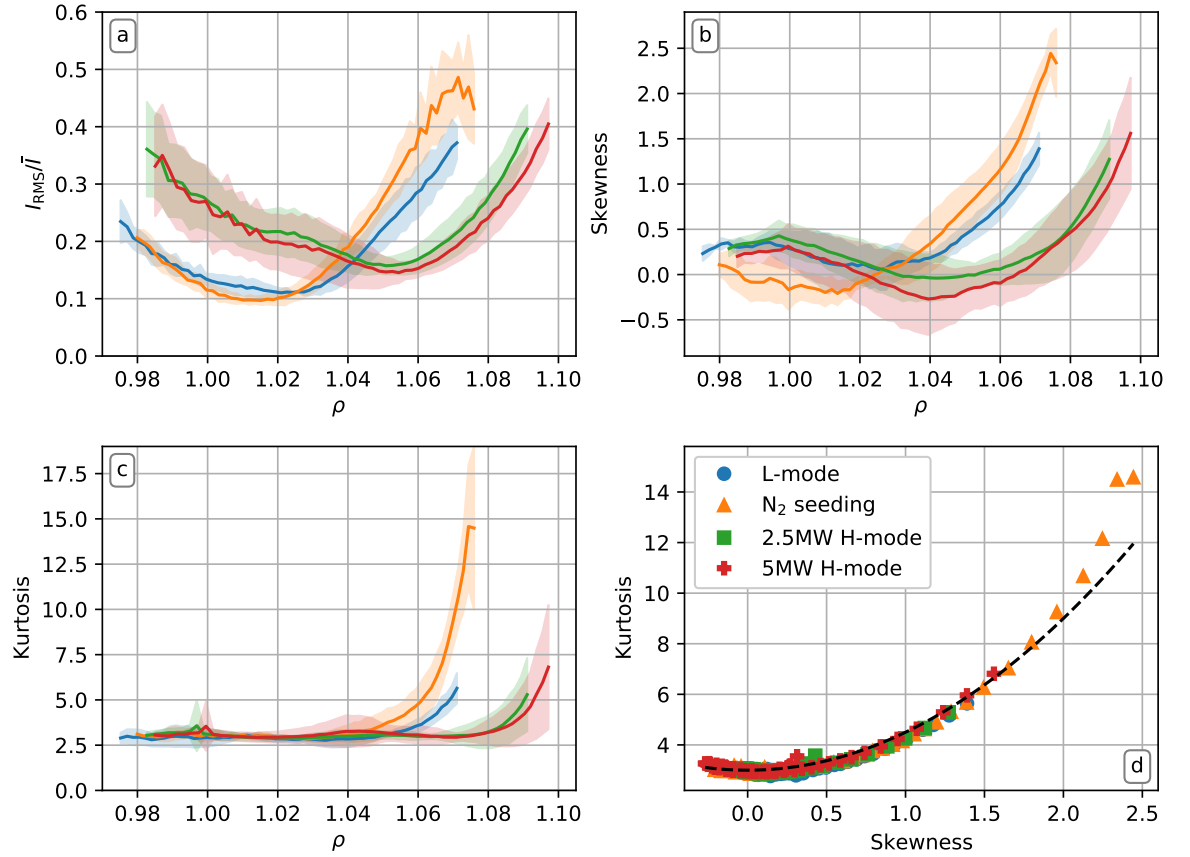 a
0.6
0.5
0.4
0.3
0.2
0.1
0.0
I_RMS/Ī
0.98 1.00 1.02 1.04 1.06 1.08 1.10
ρ
b
2.5
2.0
1.5
1.0
0.5
0.0
−0.5
Skewness
0.98 1.00 1.02 1.04 1.06 1.08 1.10
ρ
c
17.5
15.0
12.5
10.0
7.5
5.0
2.5
0.0
Kurtosis
0.98 1.00 1.02 1.04 1.06 1.08 1.10
ρ
L-mode
N₂ seeding
2.5MW H-mode
5MW H-mode
14
12
10
8
6
4
Kurtosis
d
0.0 0.5 1.0 1.5 2.0 2.5
Skewness